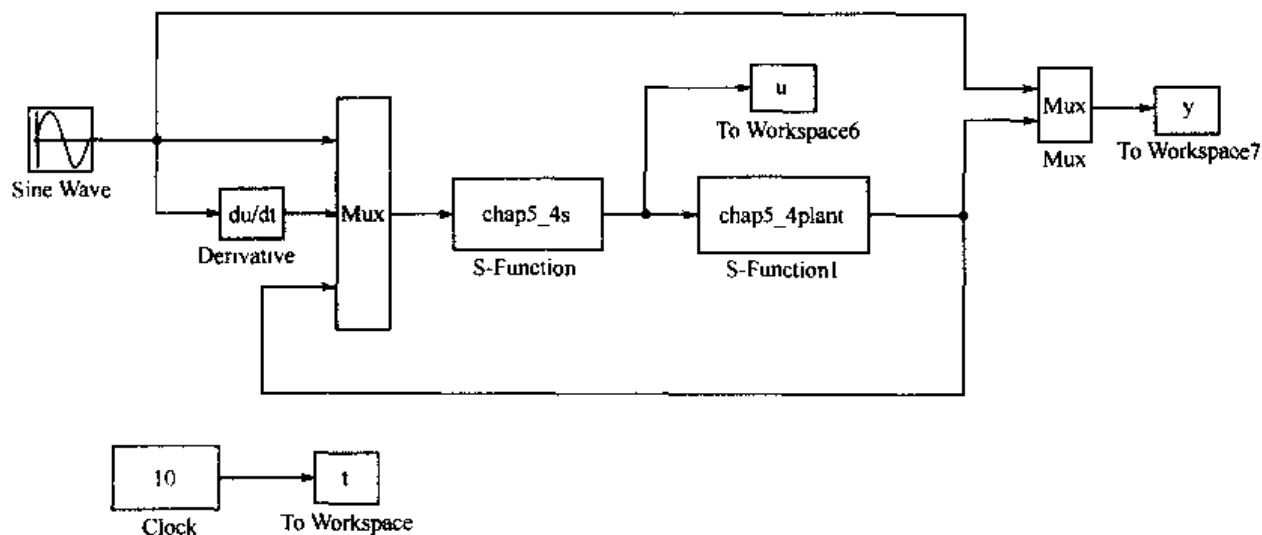 u
To Workspace6
Mux
Mux
y
To Workspace7
Sine Wave
du/dt
Derivative
Mux
chap5_4s
S-Function
chap5_4plant
S-Function1
10
Clock
t
To Workspace